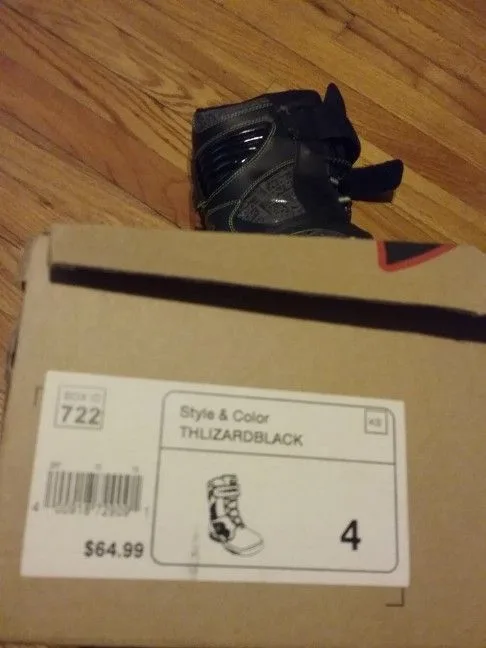 BOX ID
722
Style & Color
THLIZARDBLACK
KS
$64.99
4